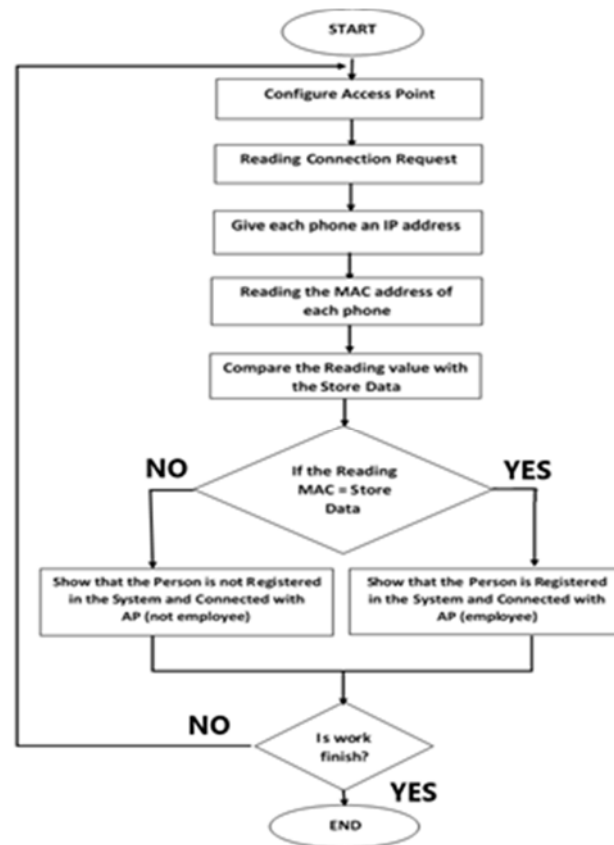 START
Configure Access Point
Reading Connection Request
Give each phone an IP address
Reading the MAC address of
each phone
Compare the Reading value with
the Store Data
If the Reading
MAC = Store
Data
NO
YES
Show that the Person is not Registered
in the System and Connected with
AP (not employee)
Show that the Person is Registered
in the System and Connected with
AP (employee)
Is work
finish?
NO
YES
END